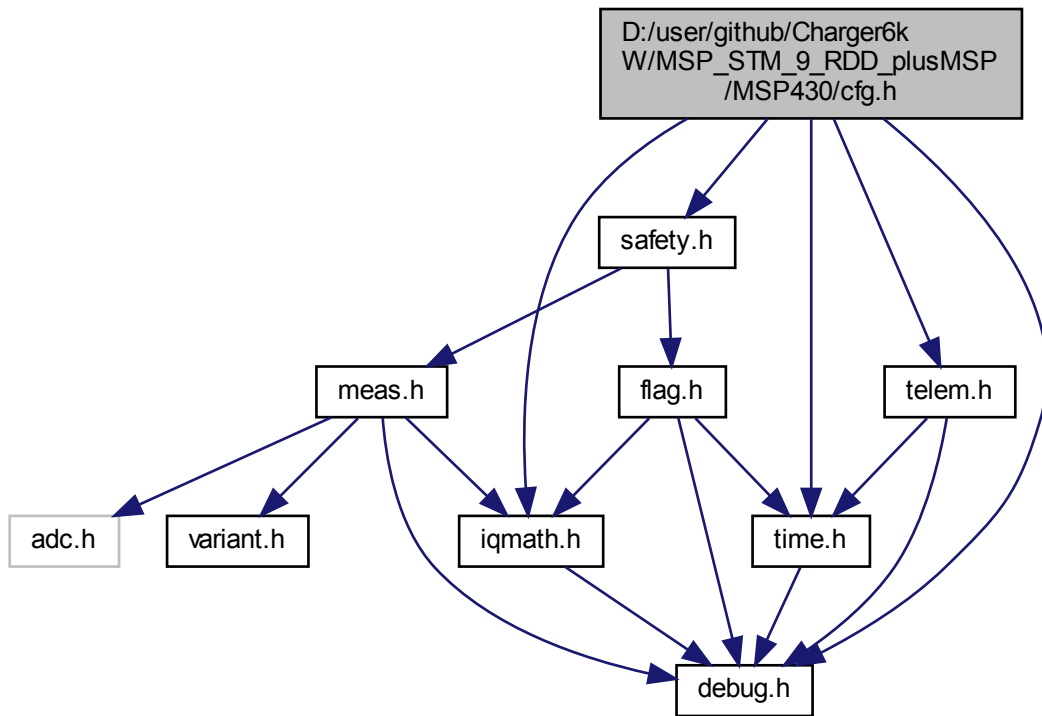 D:/user/github/Charger6k
W/MSP_STM_9_RDD_plusMSP
/MSP430/cfg.h
safety.h
meas.h
flag.h
telem.h
adc.h
variant.h
iqmath.h
time.h
debug.h